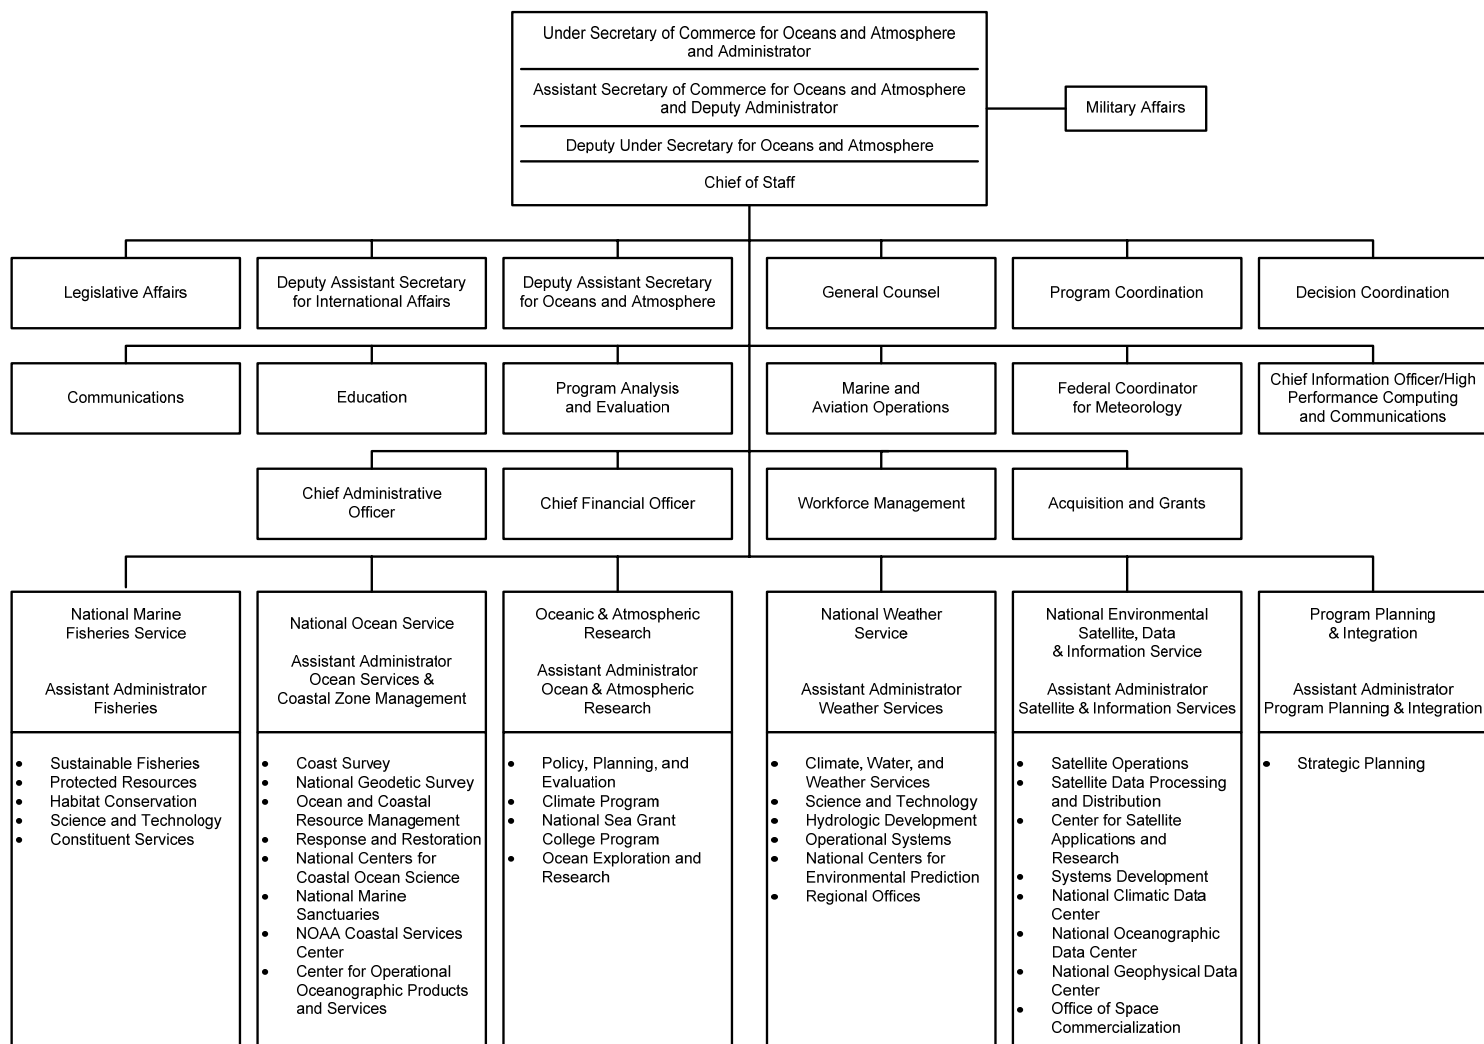 Under Secretary of Commerce for Oceans and Atmosphere
and Administrator
Assistant Secretary of Commerce for Oceans and Atmosphere
and Deputy Administrator
Deputy Under Secretary for Oceans and Atmosphere
Chief of Staff
Military Affairs
Legislative Affairs
Deputy Assistant Secretary
for International Affairs
Deputy Assistant Secretary
for Oceans and Atmosphere
General Counsel
Program Coordination
Decision Coordination
Communications
Education
Program Analysis
and Evaluation
Marine and
Aviation Operations
Federal Coordinator
for Meteorology
Chief Information Officer/High
Performance Computing
and Communications
Chief Administrative
Officer
Chief Financial Officer
Workforce Management
Acquisition and Grants
National Marine
Fisheries Service
Assistant Administrator
Fisheries
• Sustainable Fisheries
• Protected Resources
• Habitat Conservation
• Science and Technology
• Constituent Services
National Ocean Service
Assistant Administrator
Ocean Services &
Coastal Zone Management
• Coast Survey
• National Geodetic Survey
• Ocean and Coastal
Resource Management
• Response and Restoration
• National Centers for
Coastal Ocean Science
• National Marine
Sanctuaries
• NOAA Coastal Services
Center
• Center for Operational
Oceanographic Products
and Services
Oceanic & Atmospheric
Research
Assistant Administrator
Ocean & Atmospheric
Research
• Policy, Planning, and
Evaluation
• Climate Program
• National Sea Grant
College Program
• Ocean Exploration and
Research
National Weather
Service
Assistant Administrator
Weather Services
• Climate, Water, and
Weather Services
• Science and Technology
• Hydrologic Development
• Operational Systems
• National Centers for
Environmental Prediction
• Regional Offices
National Environmental
Satellite, Data
& Information Service
Assistant Administrator
Satellite & Information Services
• Satellite Operations
• Satellite Data Processing
and Distribution
• Center for Satellite
Applications and
Research
• Systems Development
• National Climatic Data
Center
• National Oceanographic
Data Center
• National Geophysical Data
Center
• Office of Space
Commercialization
Program Planning
& Integration
Assistant Administrator
Program Planning & Integration
• Strategic Planning